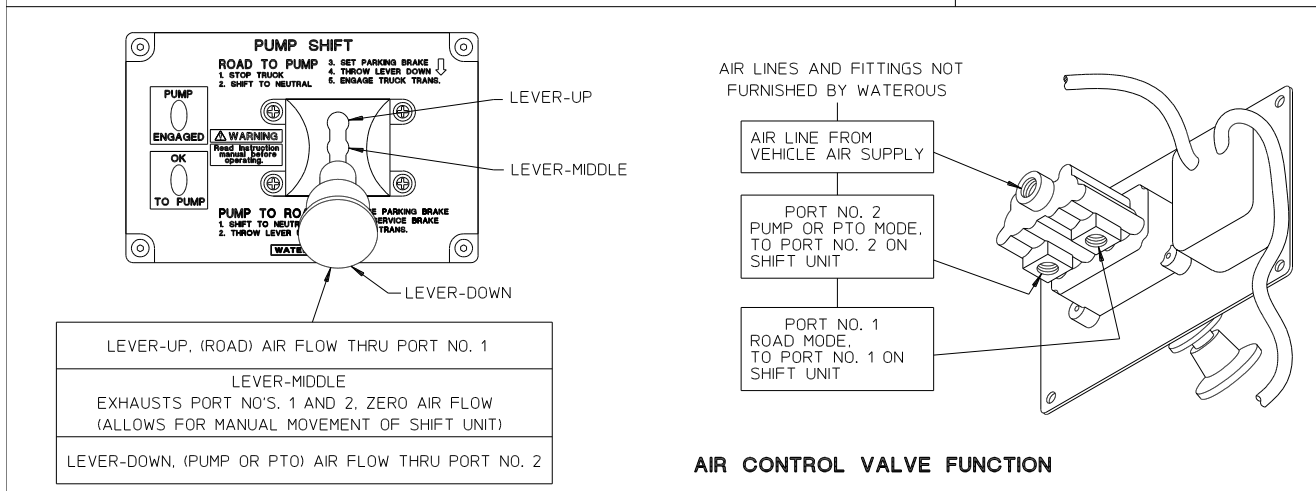 PUMP SHIFT
ROAD TO PUMP
1. STOP TRUCK
2. SHIFT TO NEUTRAL
3. SET PARKING BRAKE
4. THROW LEVER DOWN
5. ENGAGE TRUCK TRANS.
PUMP
ENGAGED
WARNING
Read instruction
manual before
operating.
OK
TO PUMP
PUMP TO RO
1. SHIFT TO NEUTR
2. THROW LEVER
E PARKING BRAKE
ERVICE BRAKE
TRANS.
WATE
LEVER-UP
LEVER-MIDDLE
LEVER-DOWN
LEVER-UP, (ROAD) AIR FLOW THRU PORT NO. 1
LEVER-MIDDLE
EXHAUSTS PORT NO'S. 1 AND 2, ZERO AIR FLOW
(ALLOWS FOR MANUAL MOVEMENT OF SHIFT UNIT)
LEVER-DOWN, (PUMP OR PTO) AIR FLOW THRU PORT NO. 2
AIR LINES AND FITTINGS NOT
FURNISHED BY WATEROUS
AIR LINE FROM
VEHICLE AIR SUPPLY
PORT NO. 2
PUMP OR PTO MODE,
TO PORT NO. 2 ON
SHIFT UNIT
PORT NO. 1
ROAD MODE,
TO PORT NO. 1 ON
SHIFT UNIT
AIR CONTROL VALVE FUNCTION